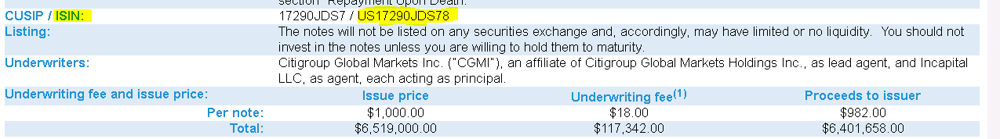 section "Repayment Upon Death.
CUSIP / ISIN: 17290JDS7 / US17290JDS78
Listing: The notes will not be listed on any securities exchange and, accordingly, may have limited or no liquidity. You should not
invest in the notes unless you are willing to hold them to maturity.
Underwriters: Citigroup Global Markets Inc. ("CGMI"), an affiliate of Citigroup Global Markets Holdings Inc., as lead agent, and Incapital
LLC, as agent, each acting as principal.
Underwriting fee and issue price: Issue price Underwriting fee(1) Proceeds to issuer
Per note: $1,000.00 $18.00 $982.00
Total: $6,519,000.00 $117,342.00 $6,401,658.00